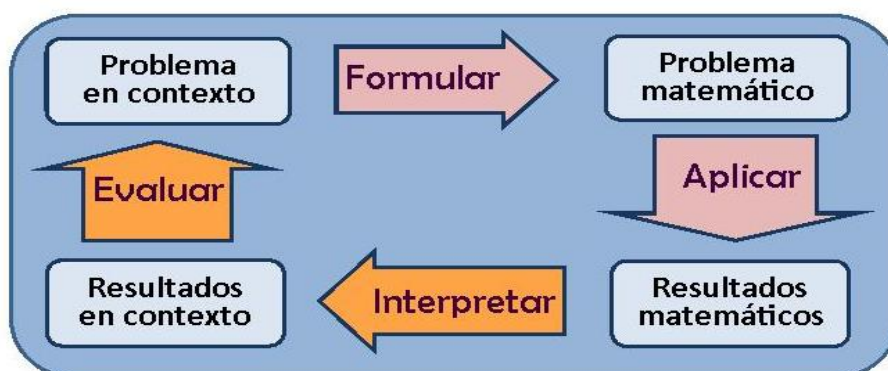 Problema
en contexto
Formular
Problema
matemático
Evaluar
Aplicar
Resultados
en contexto
Interpretar
Resultados
matemáticos